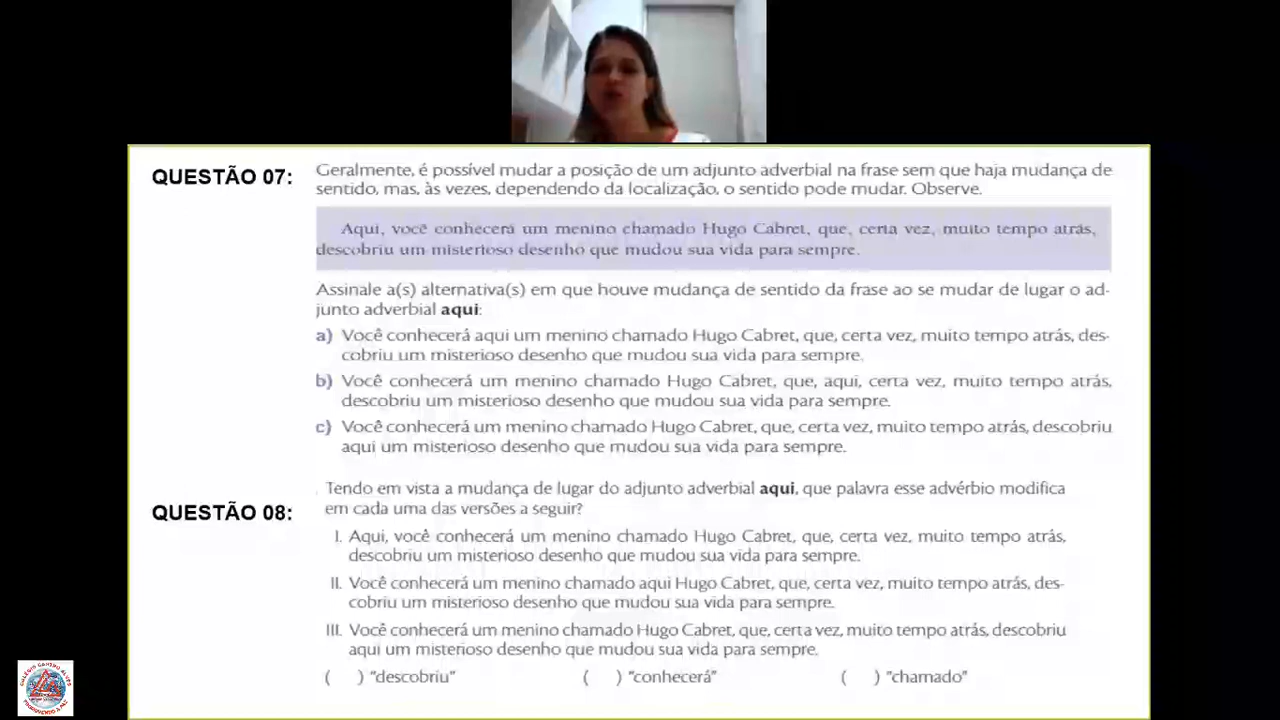 QUESTÃO 07:
Geralmente, é possível mudar a posição de um adjunto adverbial na frase sem que haja mudança de
sentido, mas, às vezes, dependendo da localização, o sentido pode mudar. Observe.
Aqui, você conhecerá um menino chamado Hugo Cabret, que, certa vez, muito tempo atrás,
descobriu um misterioso desenho que mudou sua vida para sempre.
Assinale a(s) alternativa(s) em que houve mudança de sentido da frase ao se mudar de lugar o ad-
junto adverbial aqui:
a) Você conhecerá aqui um menino chamado Hugo Cabret, que, certa vez, muito tempo atrás, des-
cobriu um misterioso desenho que mudou sua vida para sempre.
b) Você conhecerá um menino chamado Hugo Cabret, que, aqui, certa vez, muito tempo atrás,
descobriu um misterioso desenho que mudou sua vida para sempre.
c) Você conhecerá um menino chamado Hugo Cabret, que, certa vez, muito tempo atrás, descobriu
aqui um misterioso desenho que mudou sua vida para sempre.
QUESTÃO 08:
. Tendo em vista a mudança de lugar do adjunto adverbial aqui, que palavra esse advérbio modifica
em cada uma das versões a seguir?
I. Aqui, você conhecerá um menino chamado Hugo Cabret, que, certa vez, muito tempo atrás,
descobriu um misterioso desenho que mudou sua vida para sempre.
II. Você conhecerá um menino chamado aqui Hugo Cabret, que, certa vez, muito tempo atrás, des-
cobriu um misterioso desenho que mudou sua vida para sempre.
III. Você conhecerá um menino chamado Hugo Cabret, que, certa vez, muito tempo atrás, descobriu
aqui um misterioso desenho que mudou sua vida para sempre.
( ) "descobriu" ( ) "conhecerá" ( ) "chamado"